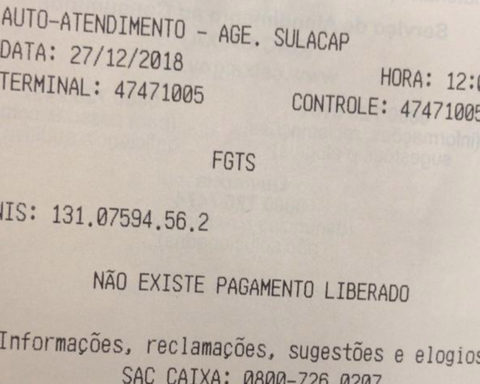 AUTO-ATENDIMENTO - AGE. SULACAP
DATA: 27/12/2018
HORA: 12:0
TERMINAL: 47471005
CONTROLE: 47471005
FGTS
NIS: 131.07594.56.2
NÃO EXISTE PAGAMENTO LIBERADO
Informações, reclamações, sugestões e elogios
SAC CAIXA: 0800-726 0207